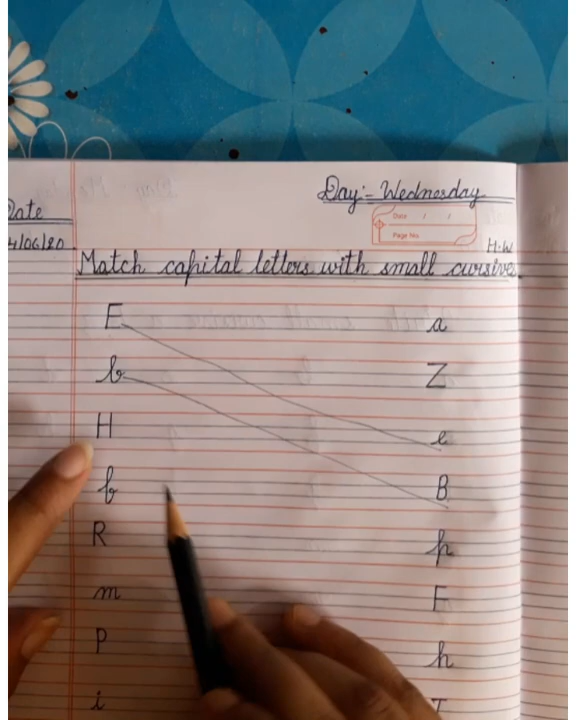 Day:- Wednesday
Date
Date / /
Page No.
4/06/20
H.W
Match capital letters with small cursive.
E a
b Z
H e
f B
R p
m F
P h
i I